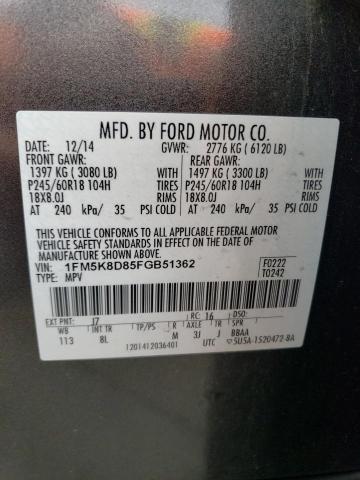 MFD. BY FORD MOTOR CO.
12/14 GVWR: 2776 KG ( 6120 LB)
FRONT GAWR: REAR GAWR:
1397 KG ( 3080 LB) WITH 1497 KG ( 3300 LB) WITH
P245/60R18 104H TIRES P245/60R18 104H TIRES
18X8.0J RIMS 18X8.0J RIMS
AT 240 kPa/ 35 PSI COLD AT 240 kPa/ 35 PSI COLD
THIS VEHICLE CONFORMS TO ALL APPLICABLE FEDERAL MOTOR
VEHICLE SAFETY STANDARDS IN EFFECT ON THE DATE OF MANUFACTURE
SHOWN ABOVE.
VIN: 1FM5K8D85FGB51362 F0222
TYPE: MPV T0242
EXT PNT: J7 RC: 16 DSO:
WB INT TR TP/PS R AXLE TR SPR
113 8L M 3J J BBAA
1201412036401 UTC 5U5A-1520472-BA